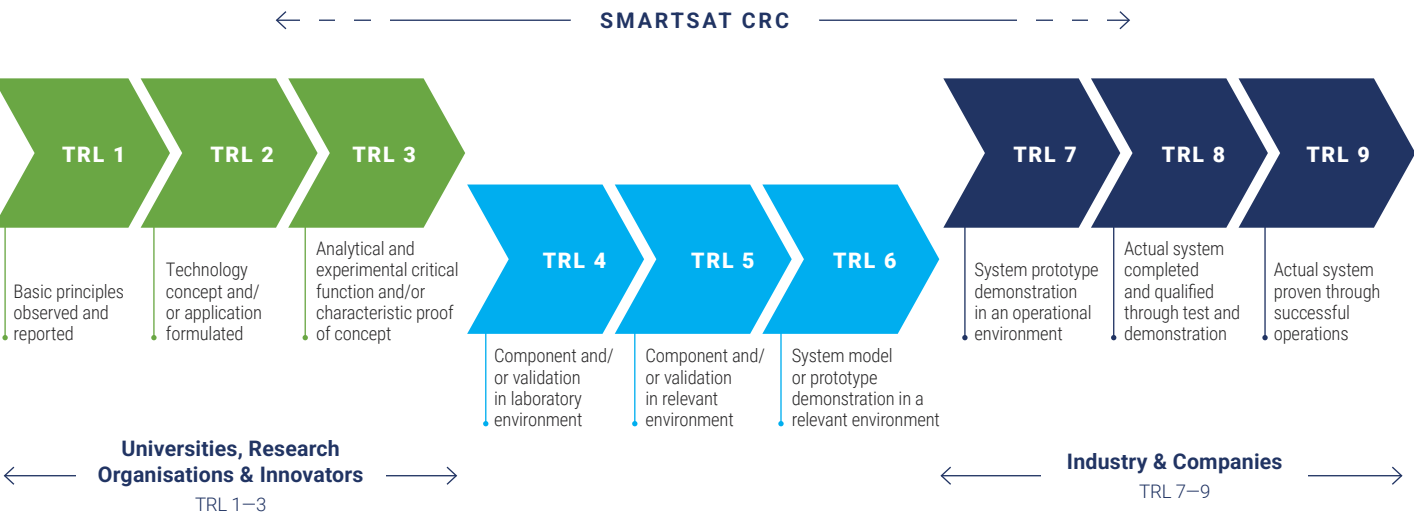 SMARTSAT CRC
TRL 1
TRL 2
TRL 3
TRL 7
TRL 8
TRL 9
Basic principles
observed and
reported
Technology
concept and/
or application
formulated
Analytical and
experimental critical
function and/or
characteristic proof
of concept
TRL 4
TRL 5
TRL 6
Component and/
or validation
in laboratory
environment
Component and/
or validation
in relevant
environment
System model
or prototype
demonstration in a
relevant environment
System prototype
demonstration
in an operational
environment
Actual system
completed
and qualified
through test and
demonstration
Actual system
proven through
successful
operations
Universities, Research
Organisations & Innovators
TRL 1—3
Industry & Companies
TRL 7—9